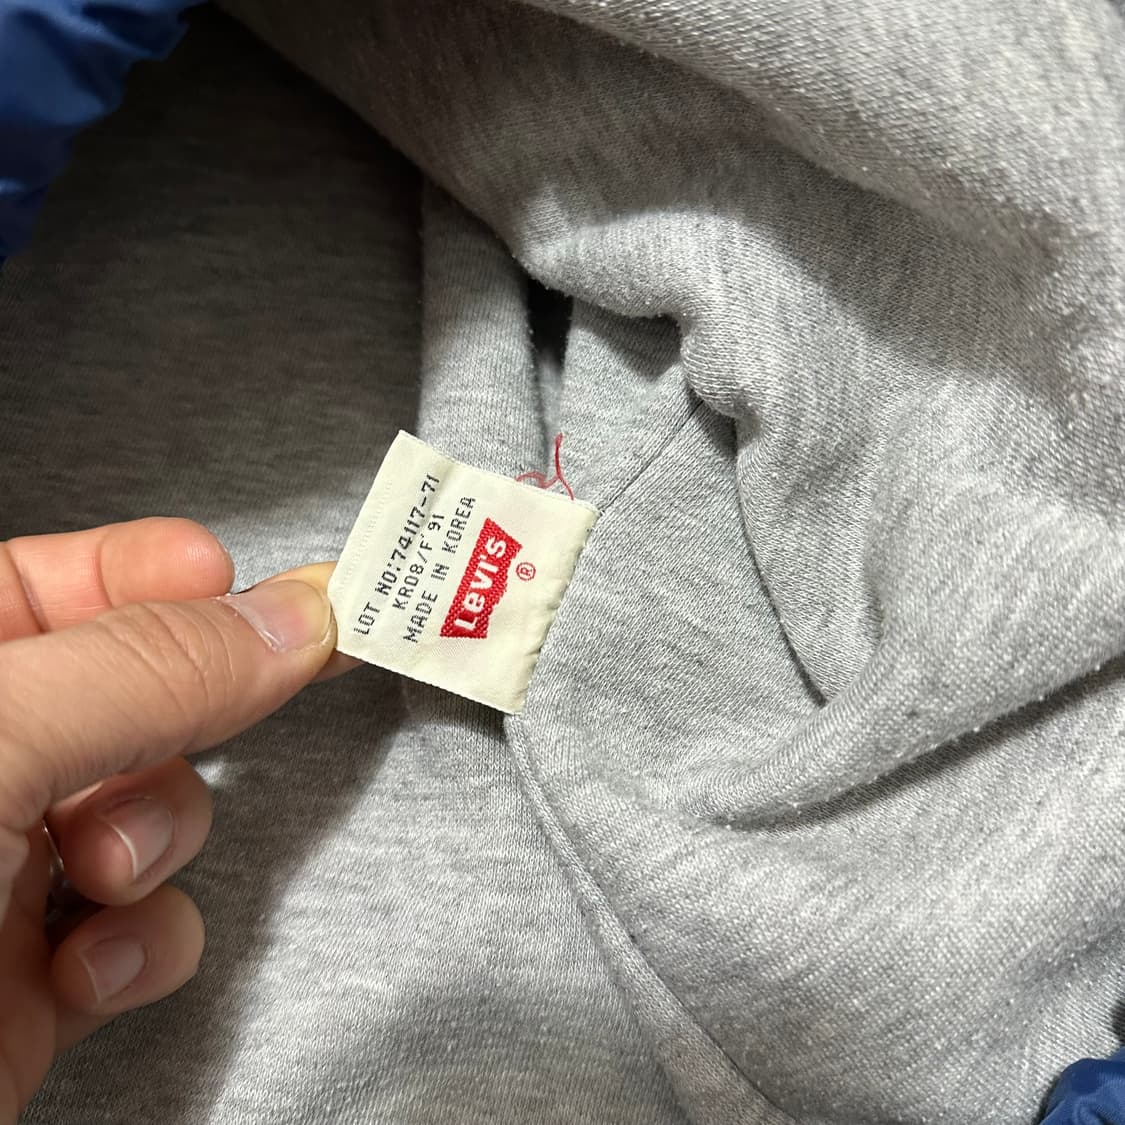 LOT NO:74117-71
KR08/F'91
MADE IN KOREA
LeVI'S
®